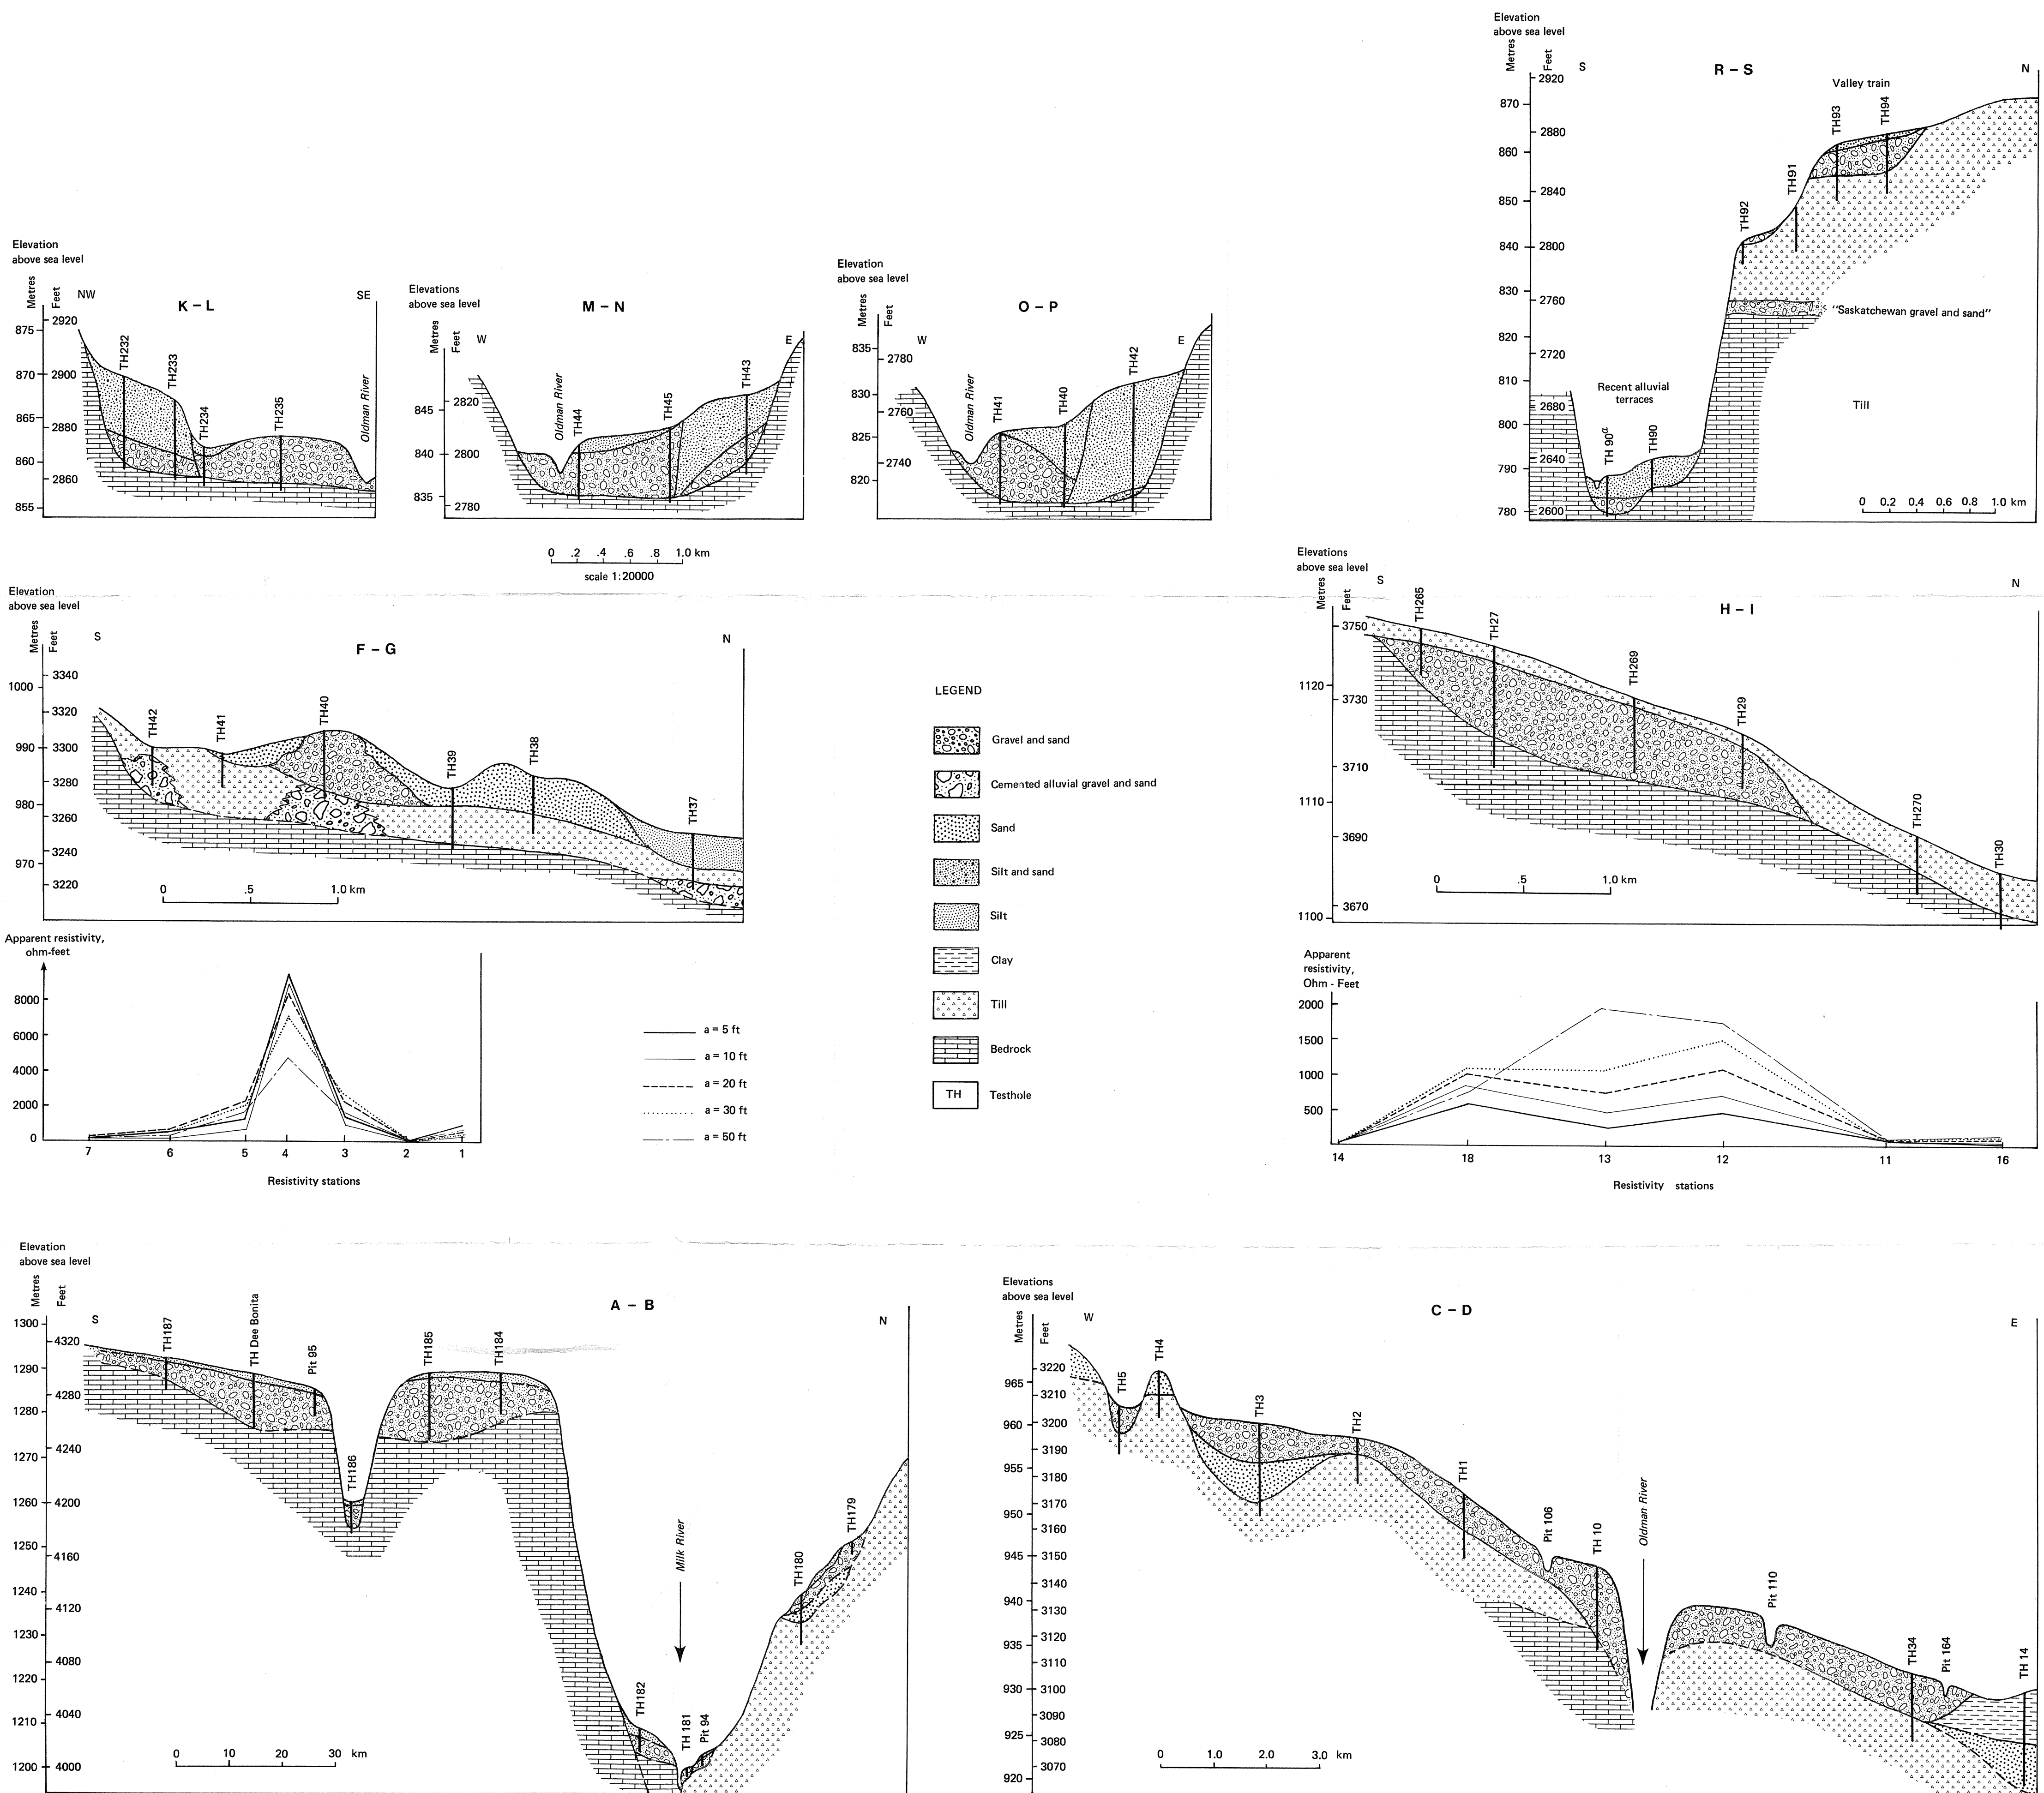 Elevation
above sea level
Metres
Feet
S
R – S
N
Valley train
2920
870
2880
860
2840
850
2800
840
830
2760
820
2720
810
2680
800
2640
790
780
2600
TH93
TH94
TH91
TH92
"Saskatchewan gravel and sand"
Recent alluvial
terraces
Till
TH 90α
TH90
0 0.2 0.4 0.6 0.8 1.0 km
Elevation
above sea level
Metres
Feet
NW
K – L
SE
875
2920
870
2900
865
2880
860
2860
855
TH232
TH233
TH234
TH235
Oldman River
Elevations
above sea level
Metres
Feet
W
M – N
E
2820
845
840
2800
835
2780
Oldman River
TH44
TH45
TH43
Elevation
above sea level
Metres
Feet
W
O – P
E
835
2780
830
2760
825
2740
820
Oldman River
TH41
TH40
TH42
0 .2 .4 .6 .8 1.0 km
scale 1:20000
Elevation
above sea level
Metres
Feet
S
F – G
N
3340
1000
3320
990
3300
3280
980
3260
3240
970
3220
TH42
TH41
TH40
TH39
TH38
TH37
0 .5 1.0 km
Apparent resistivity,
ohm-feet
8000
6000
4000
2000
0
7 6 5 4 3 2 1
Resistivity stations
a = 5 ft
a = 10 ft
a = 20 ft
a = 30 ft
a = 50 ft
LEGEND
Gravel and sand
Cemented alluvial gravel and sand
Sand
Silt and sand
Silt
Clay
Till
Bedrock
TH Testhole
Elevations
above sea level
Metres
Feet
S
H – I
N
3750
1120
3730
3710
1110
3690
3670
1100
TH265
TH27
TH269
TH29
TH270
TH30
0 .5 1.0 km
Apparent
resistivity,
Ohm - Feet
2000
1500
1000
500
14 18 13 12 11 16
Resistivity stations
Elevation
above sea level
Metres
Feet
S
A – B
N
1300
4320
1290
4280
1280
4240
1270
1260
4200
1250
4160
1240
4120
1230
4080
1220
4040
1210
1200
4000
TH187
TH Dee Bonita
Pit 95
TH186
TH185
TH184
Milk River
TH182
TH 181
Pit 94
TH180
TH179
0 10 20 30 km
Elevations
above sea level
Metres
Feet
W
C – D
E
3220
965
3210
960
3200
3190
955
3180
3170
950
3160
945
3150
3140
940
3130
935
3120
3110
930
3100
3090
925
3080
3070
920
TH5
TH4
TH3
TH2
TH1
Pit 106
TH 10
Oldman River
Pit 110
TH34
Pit 164
TH 14
0 1.0 2.0 3.0 km